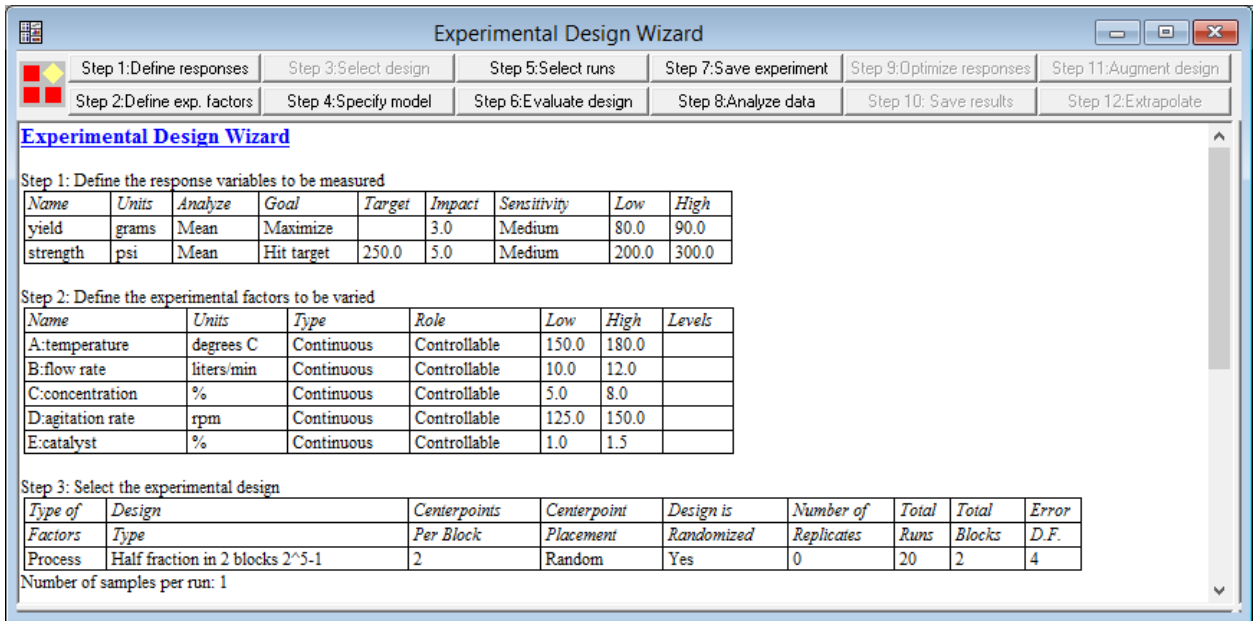 Experimental Design Wizard
Step 1:Define responses Step 3:Select design Step 5:Select runs Step 7:Save experiment Step 9:Optimize responses Step 11:Augment design
Step 2:Define exp. factors Step 4:Specify model Step 6:Evaluate design Step 8:Analyze data Step 10: Save results Step 12:Extrapolate
Experimental Design Wizard
Step 1: Define the response variables to be measured
Name Units Analyze Goal Target Impact Sensitivity Low High
yield grams Mean Maximize 3.0 Medium 80.0 90.0
strength psi Mean Hit target 250.0 5.0 Medium 200.0 300.0
Step 2: Define the experimental factors to be varied
Name Units Type Role Low High Levels
A:temperature degrees C Continuous Controllable 150.0 180.0
B:flow rate liters/min Continuous Controllable 10.0 12.0
C:concentration % Continuous Controllable 5.0 8.0
D:agitation rate rpm Continuous Controllable 125.0 150.0
E:catalyst % Continuous Controllable 1.0 1.5
Step 3: Select the experimental design
Type of Design Centerpoints Centerpoint Design is Number of Total Total Error
Factors Type Per Block Placement Randomized Replicates Runs Blocks D.F.
Process Half fraction in 2 blocks 2^5-1 2 Random Yes 0 20 2 4
Number of samples per run: 1